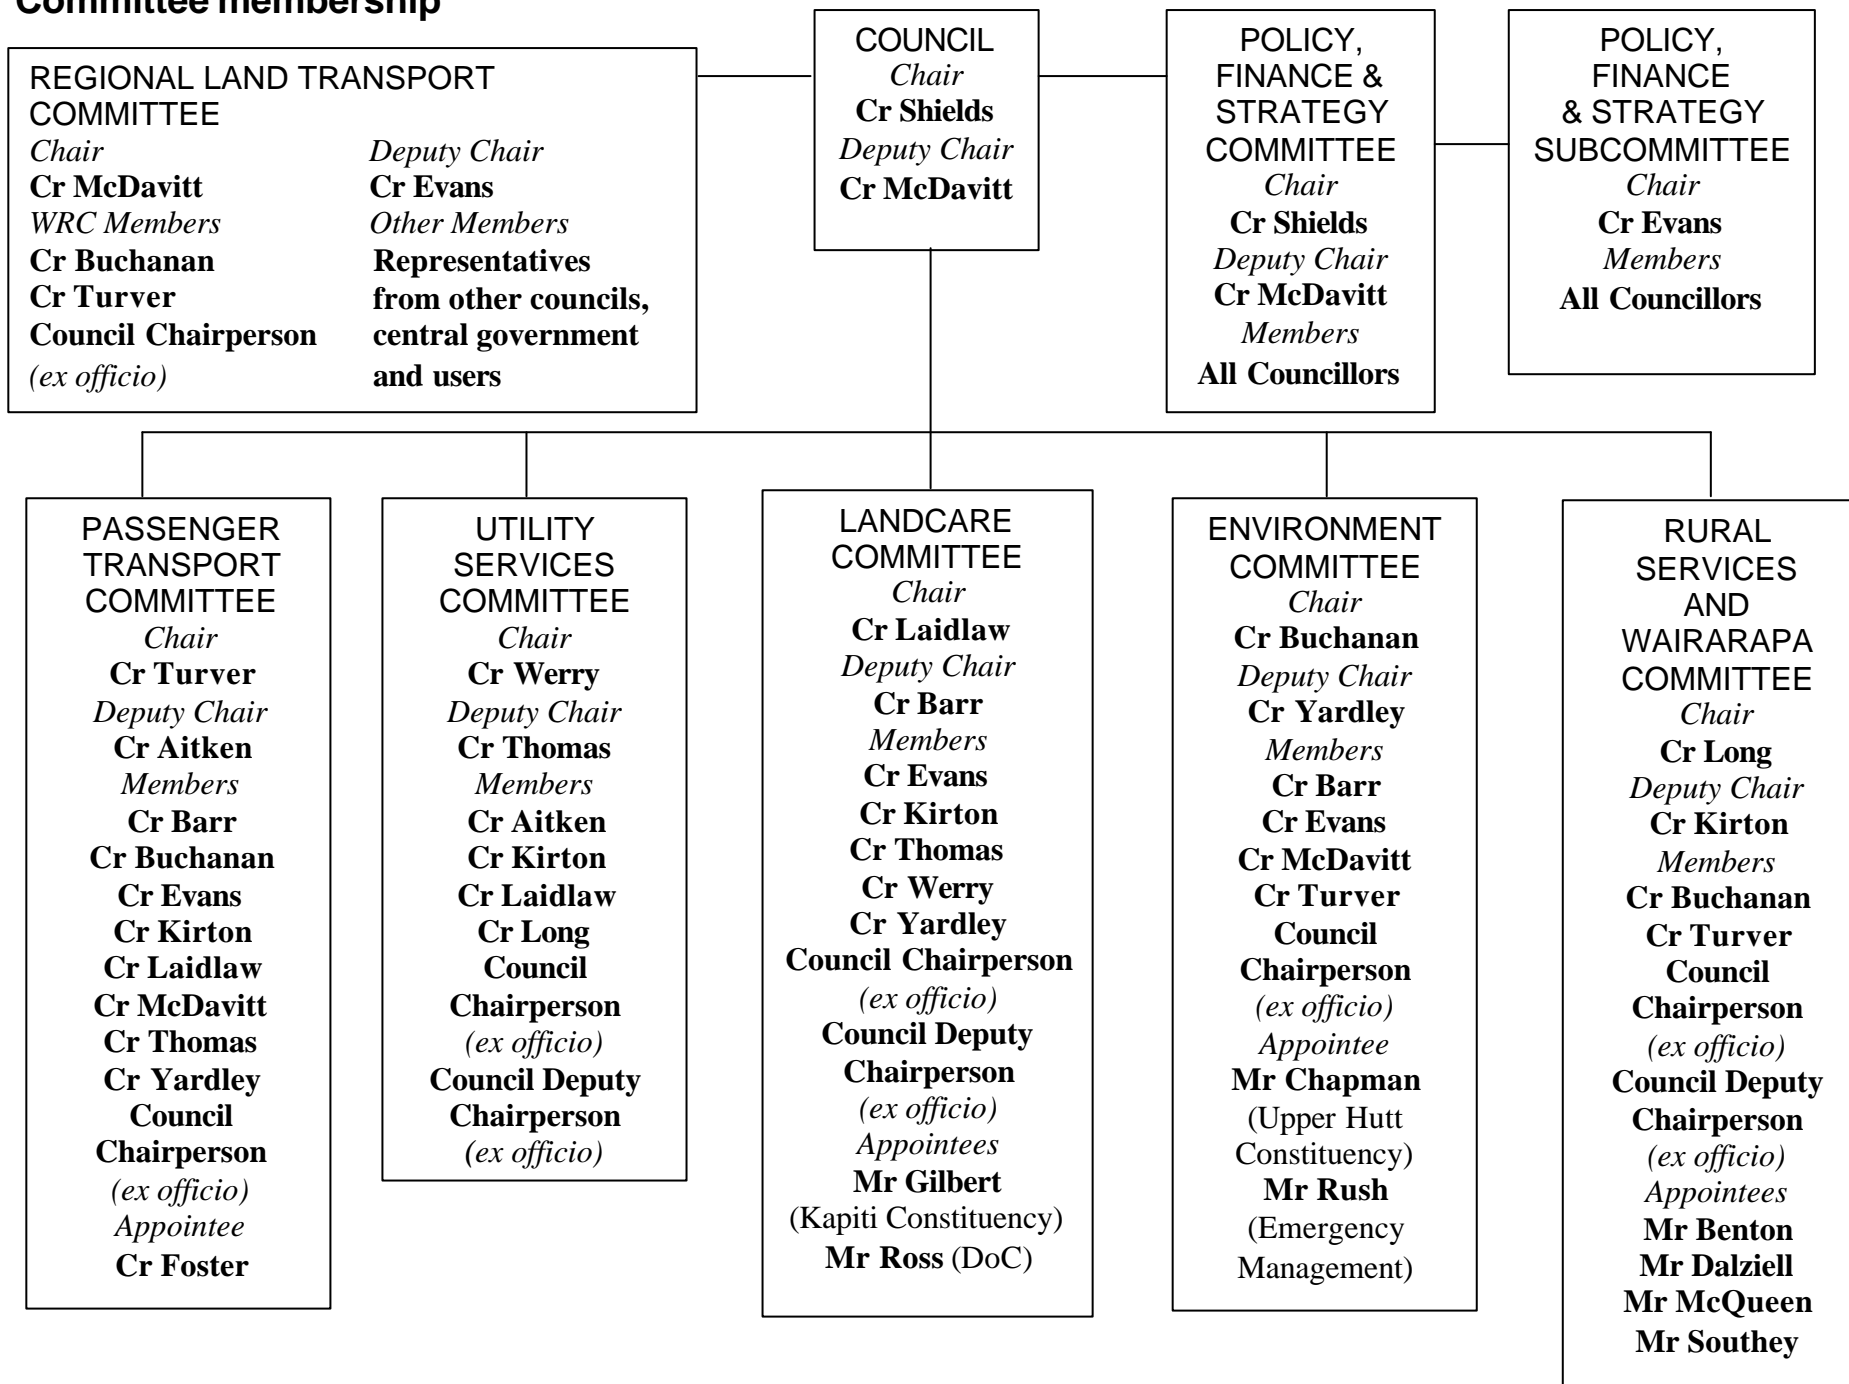 Committee membership
REGIONAL LAND TRANSPORT
COMMITTEE
Chair Deputy Chair
Cr McDavitt Cr Evans
WRC Members Other Members
Cr Buchanan Representatives
Cr Turver from other councils,
Council Chairperson central government
(ex officio) and users
COUNCIL
Chair
Cr Shields
Deputy Chair
Cr McDavitt
POLICY,
FINANCE &
STRATEGY
COMMITTEE
Chair
Cr Shields
Deputy Chair
Cr McDavitt
Members
All Councillors
POLICY,
FINANCE
& STRATEGY
SUBCOMMITTEE
Chair
Cr Evans
Members
All Councillors
PASSENGER
TRANSPORT
COMMITTEE
Chair
Cr Turver
Deputy Chair
Cr Aitken
Members
Cr Barr
Cr Buchanan
Cr Evans
Cr Kirton
Cr Laidlaw
Cr McDavitt
Cr Thomas
Cr Yardley
Council
Chairperson
(ex officio)
Appointee
Cr Foster
UTILITY
SERVICES
COMMITTEE
Chair
Cr Werry
Deputy Chair
Cr Thomas
Members
Cr Aitken
Cr Kirton
Cr Laidlaw
Cr Long
Council
Chairperson
(ex officio)
Council Deputy
Chairperson
(ex officio)
LANDCARE
COMMITTEE
Chair
Cr Laidlaw
Deputy Chair
Cr Barr
Members
Cr Evans
Cr Kirton
Cr Thomas
Cr Werry
Cr Yardley
Council Chairperson
(ex officio)
Council Deputy
Chairperson
(ex officio)
Appointees
Mr Gilbert
(Kapiti Constituency)
Mr Ross (DoC)
ENVIRONMENT
COMMITTEE
Chair
Cr Buchanan
Deputy Chair
Cr Yardley
Members
Cr Barr
Cr Evans
Cr McDavitt
Cr Turver
Council
Chairperson
(ex officio)
Appointee
Mr Chapman
(Upper Hutt
Constituency)
Mr Rush
(Emergency
Management)
RURAL
SERVICES
AND
WAIRARAPA
COMMITTEE
Chair
Cr Long
Deputy Chair
Cr Kirton
Members
Cr Buchanan
Cr Turver
Council
Chairperson
(ex officio)
Council Deputy
Chairperson
(ex officio)
Appointees
Mr Benton
Mr Dalziell
Mr McQueen
Mr Southey